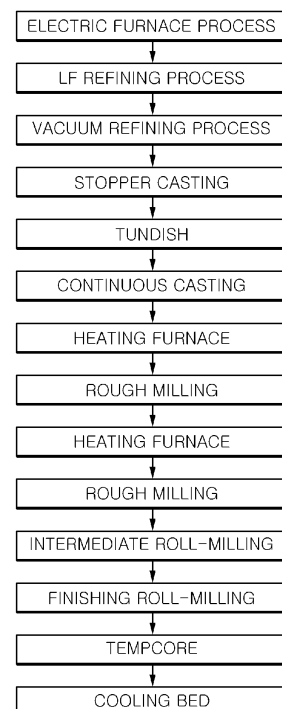 ELECTRIC FURNACE PROCESS
LF REFINING PROCESS
VACUUM REFINING PROCESS
STOPPER CASTING
TUNDISH
CONTINUOUS CASTING
HEATING FURNACE
ROUGH MILLING
HEATING FURNACE
ROUGH MILLING
INTERMEDIATE ROLL-MILLING
FINISHING ROLL-MILLING
TEMPCORE
COOLING BED